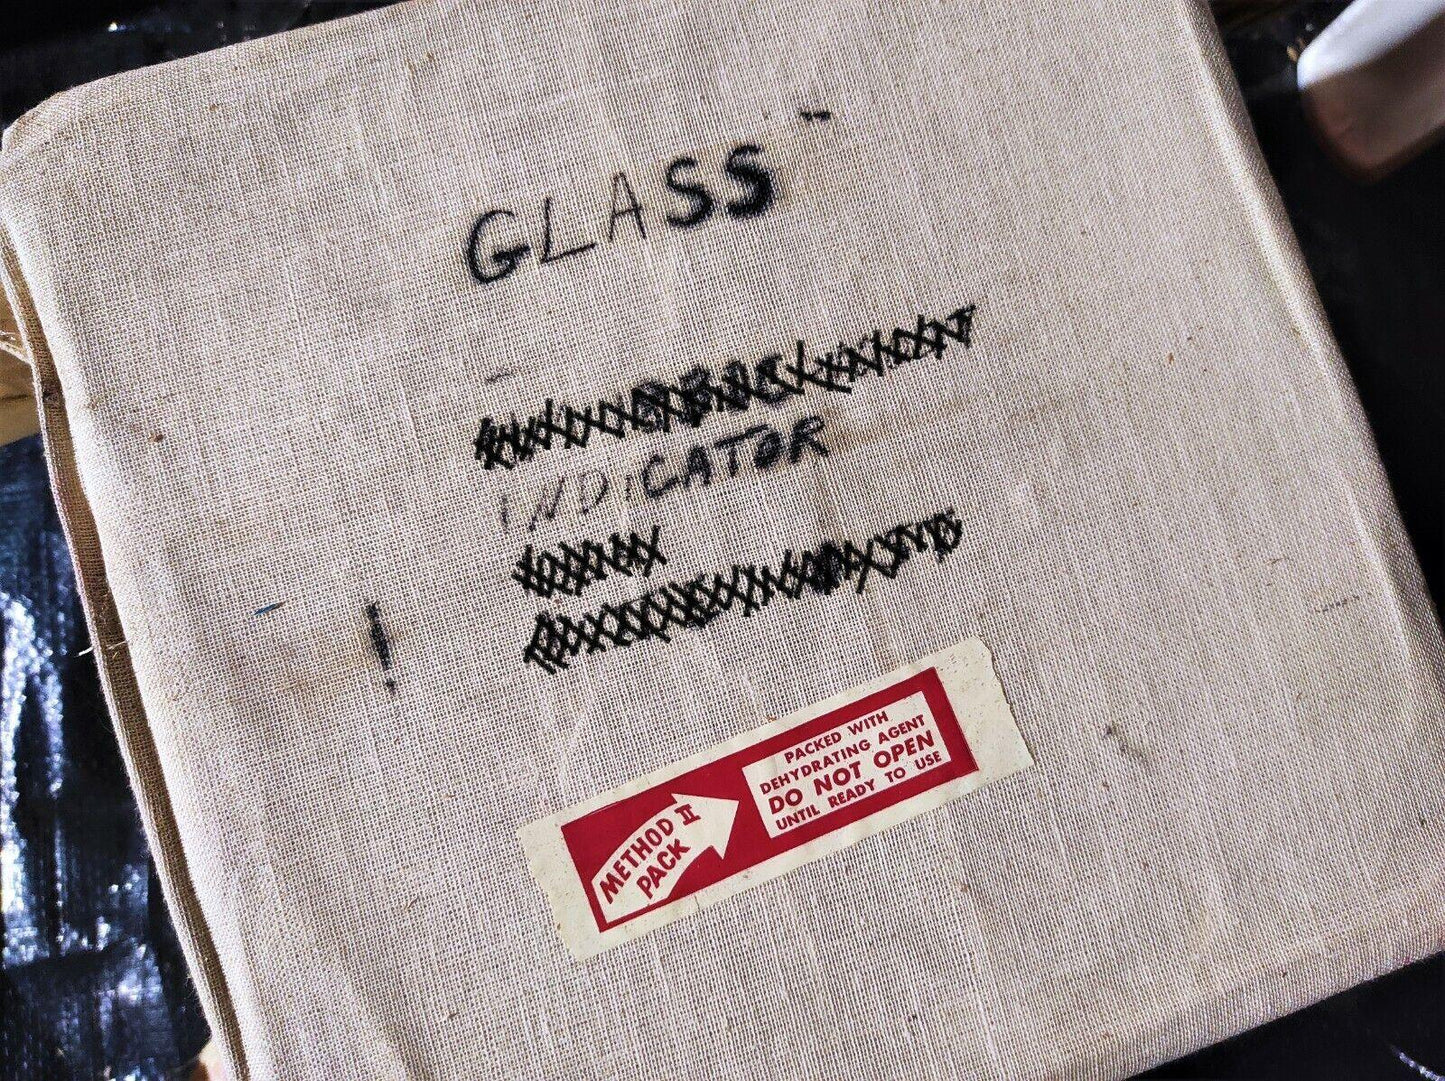 GLASS
INDICATOR
METHOD II
PACK
PACKED WITH
DEHYDRATING AGENT
DO NOT OPEN
UNTIL READY TO USE